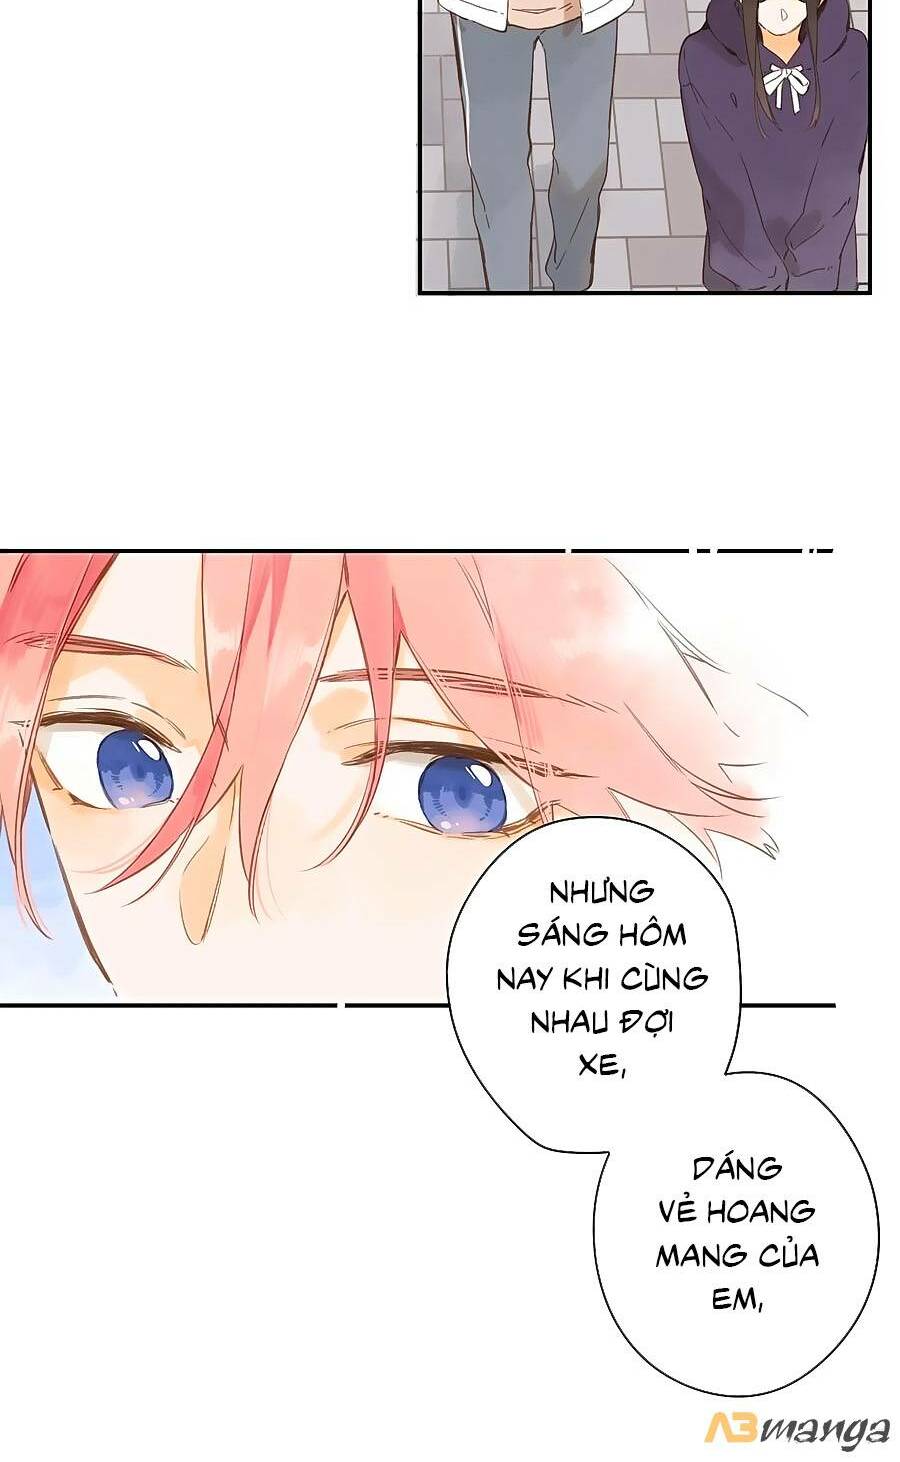 NHƯNG
SÁNG HÔM
NAY KHI CÙNG
NHAU ĐỢI
XE,
DÁNG
VẺ HOANG
MANG CỦA
EM,
A3manga